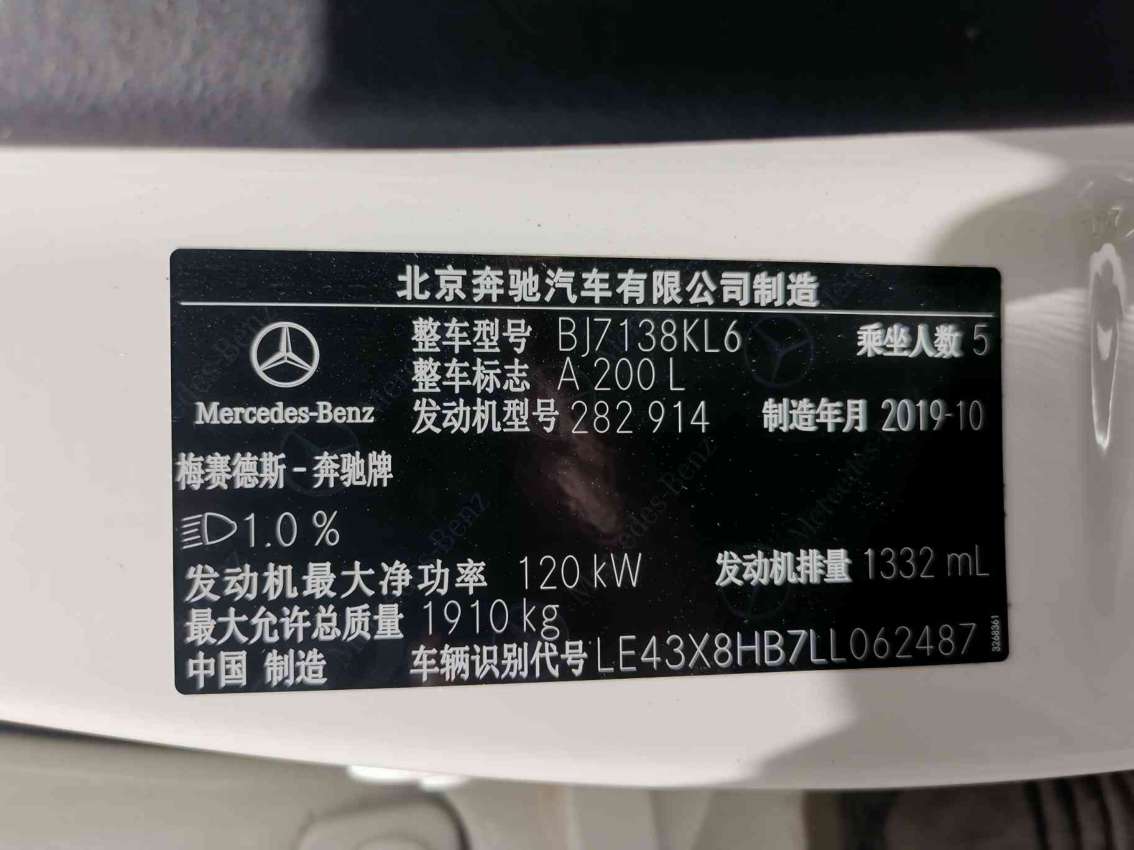 北京奔驰汽车有限公司制造
整车型号 BJ7138KL6 乘坐人数 5
整车标志 A 200 L
Mercedes-Benz 发动机型号 282 914 制造年月 2019-10
梅赛德斯-奔驰牌
1.0 %
发动机最大净功率 120 kW 发动机排量 1332 mL
最大允许总质量 1910 kg
中国 制造 车辆识别代号 LE43X8HB7LL062487
3268361